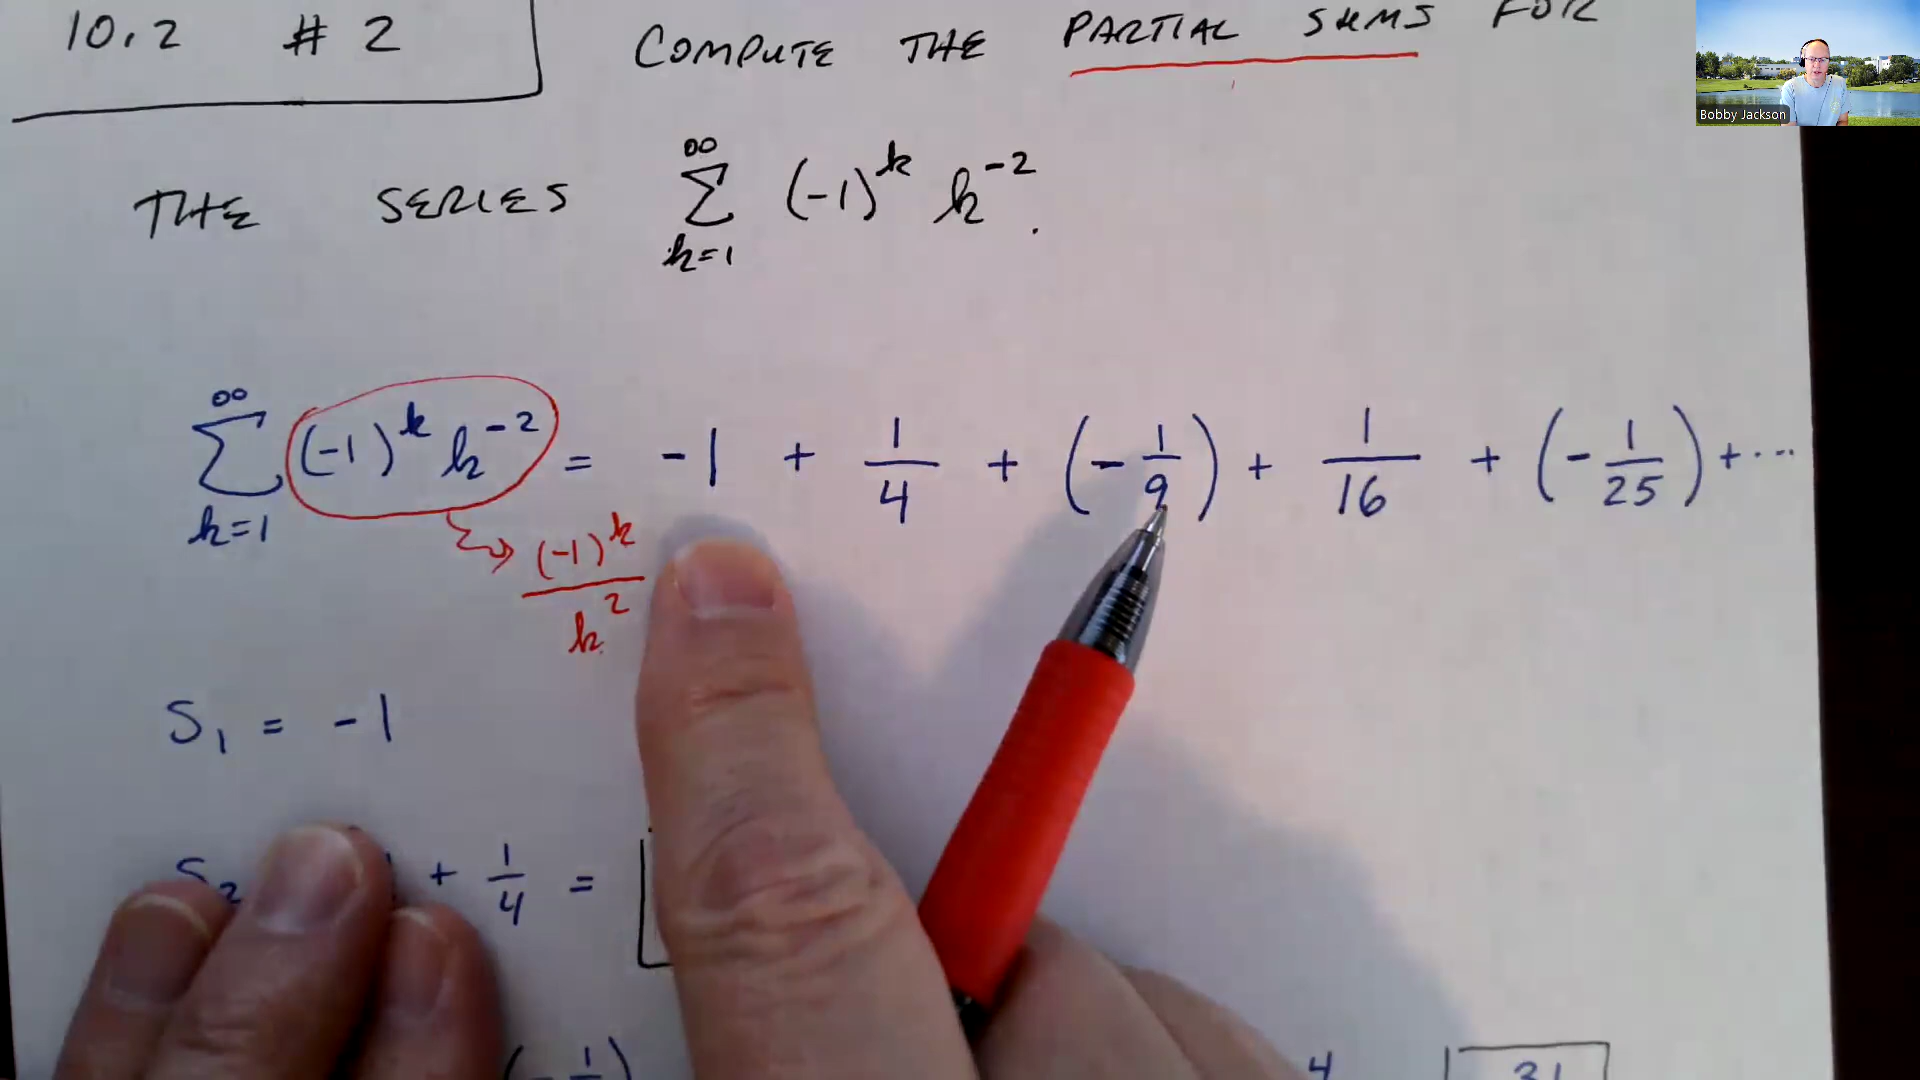 10.2 # 2
COMPUTE THE PARTIAL SUMS FOR
Bobby Jackson
THE SERIES ∑_{k=1}^{∞} (-1)^k k^{-2}.
∑_{k=1}^{∞} (-1)^k k^{-2} = -1 + 1/4 + (-1/9) + 1/16 + (-1/25) + ...
(-1)^k / k^2
S_1 = -1
S_2 + 1/4 =